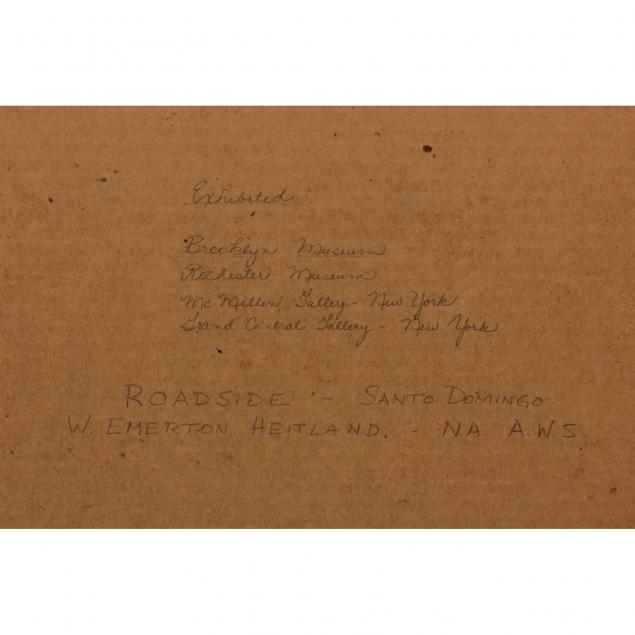 Exhibited
Brooklyn Museum
Rochester Museum
McMillen Gallery - New York
Grand Central Gallery - New York
ROADSIDE - SANTO DOMINGO
W. EMERTON HEITLAND. - NA A.W.S